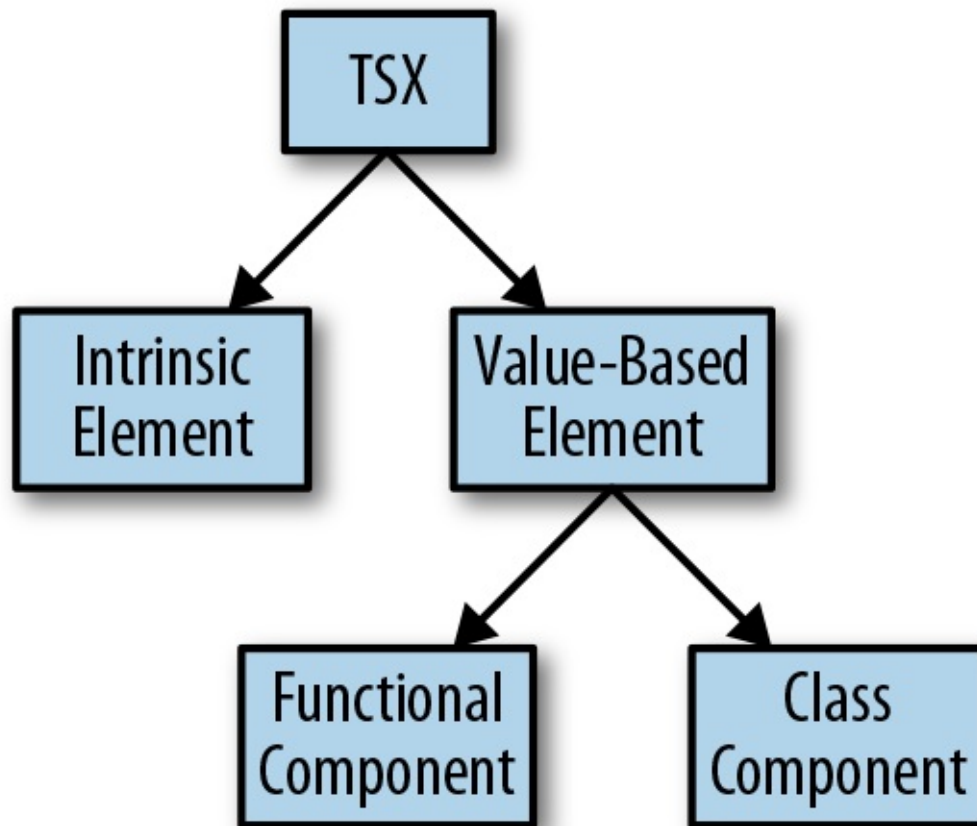 TSX
Intrinsic
Element
Value-Based
Element
Functional
Component
Class
Component